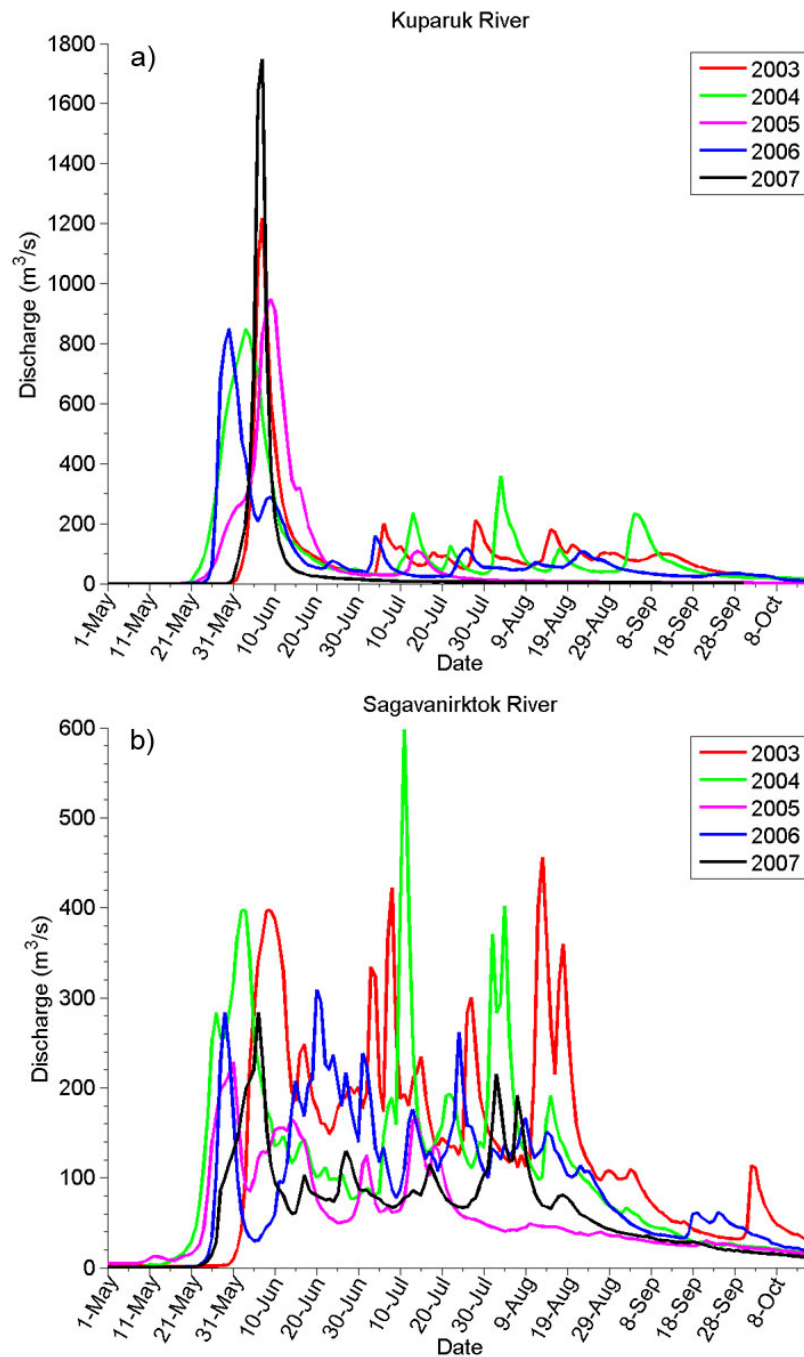 Kuparuk River
a)
2003
2004
2005
2006
2007
1800
1600
1400
1200
1000
800
600
400
200
0
Discharge (m³/s)
1-May
11-May
21-May
31-May
10-Jun
20-Jun
30-Jun
10-Jul
20-Jul
30-Jul
9-Aug
19-Aug
29-Aug
8-Sep
18-Sep
28-Sep
8-Oct
Date
Sagavanirktok River
b)
2003
2004
2005
2006
2007
600
500
400
300
200
100
0
Discharge (m³/s)
1-May
11-May
21-May
31-May
10-Jun
20-Jun
30-Jun
10-Jul
20-Jul
30-Jul
9-Aug
19-Aug
29-Aug
8-Sep
18-Sep
28-Sep
8-Oct
Date